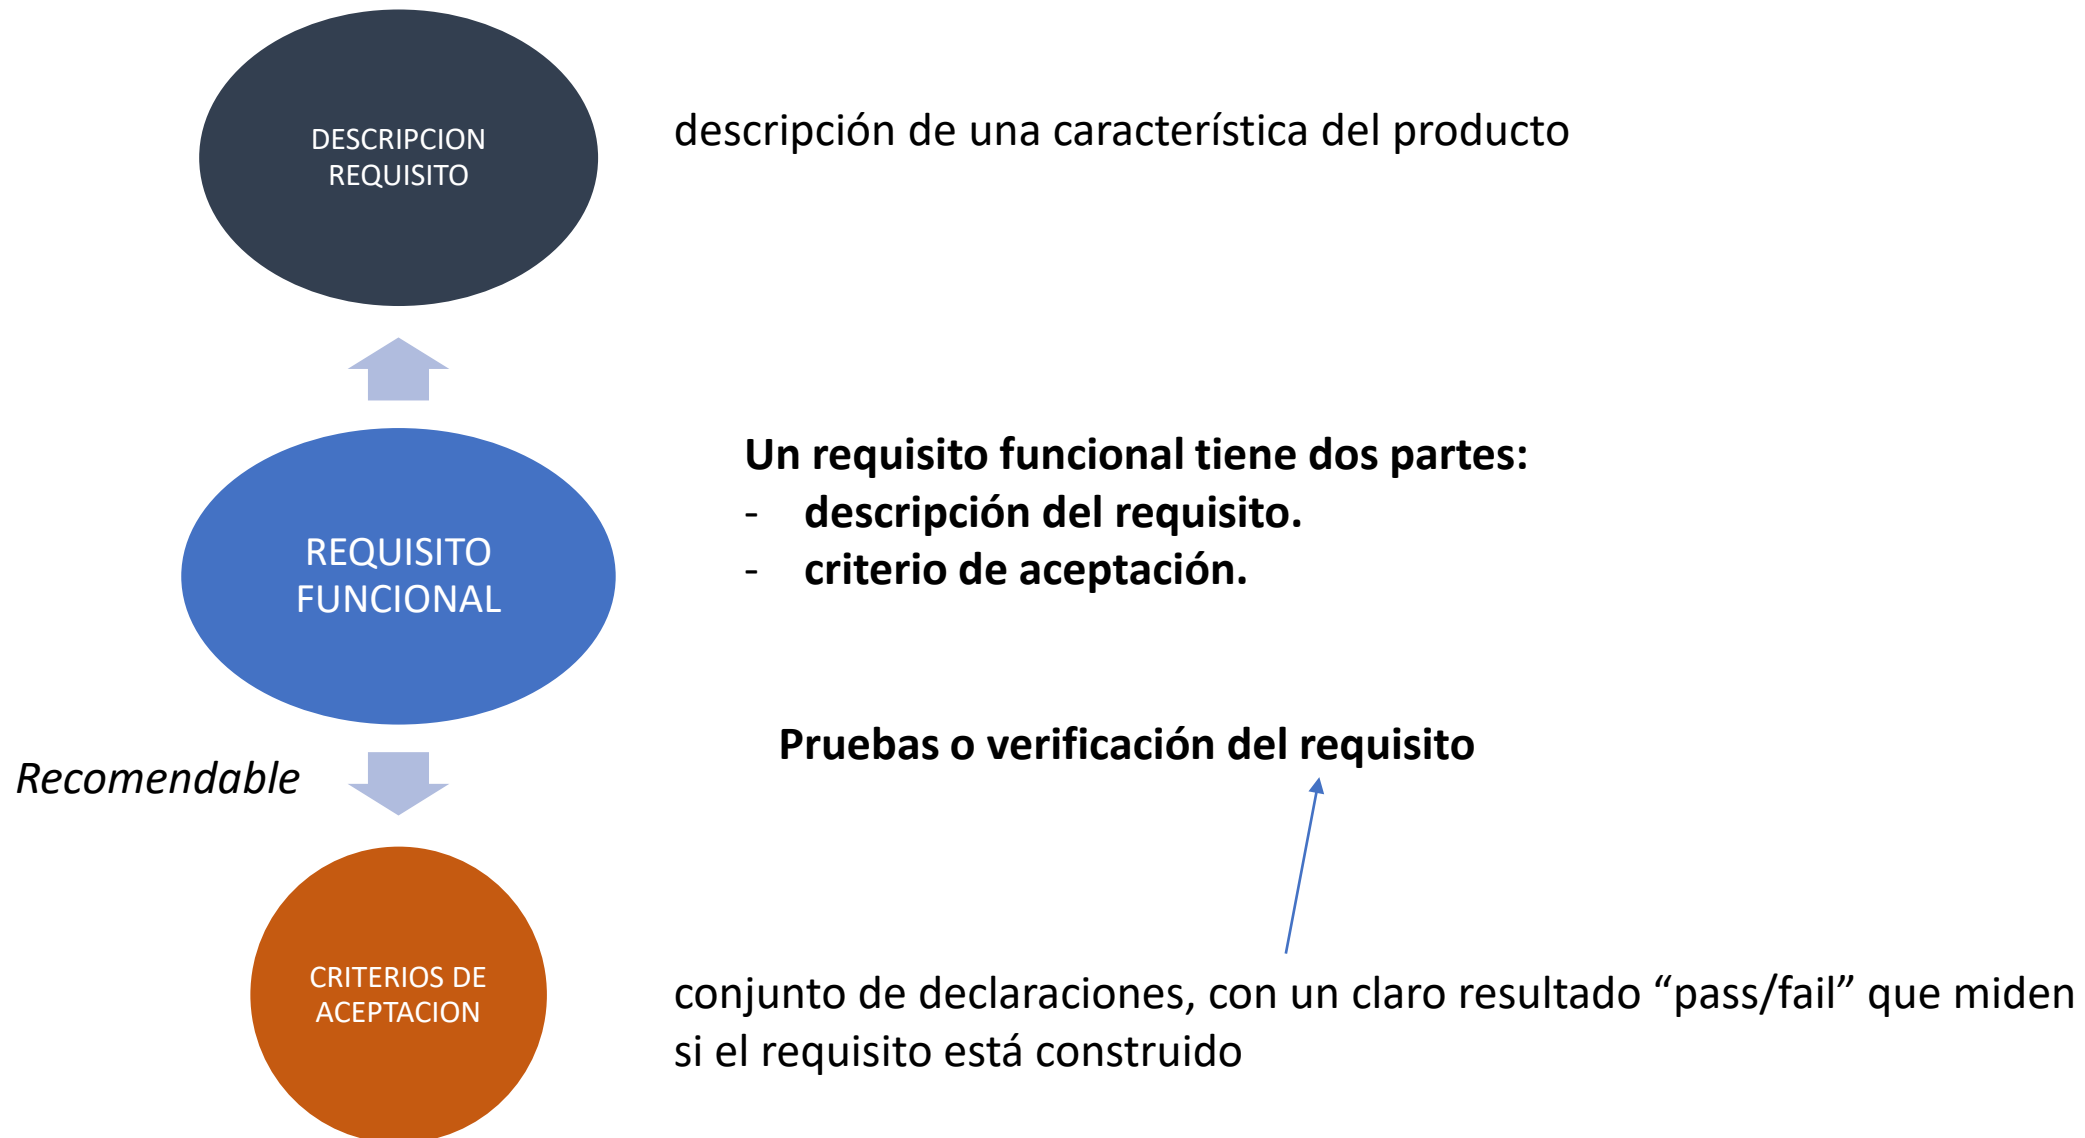 DESCRIPCION
REQUISITO
descripción de una característica del producto
REQUISITO
FUNCIONAL
Un requisito funcional tiene dos partes:
- descripción del requisito.
- criterio de aceptación.
Pruebas o verificación del requisito
Recomendable
CRITERIOS DE
ACEPTACION
conjunto de declaraciones, con un claro resultado “pass/fail” que miden
si el requisito está construido